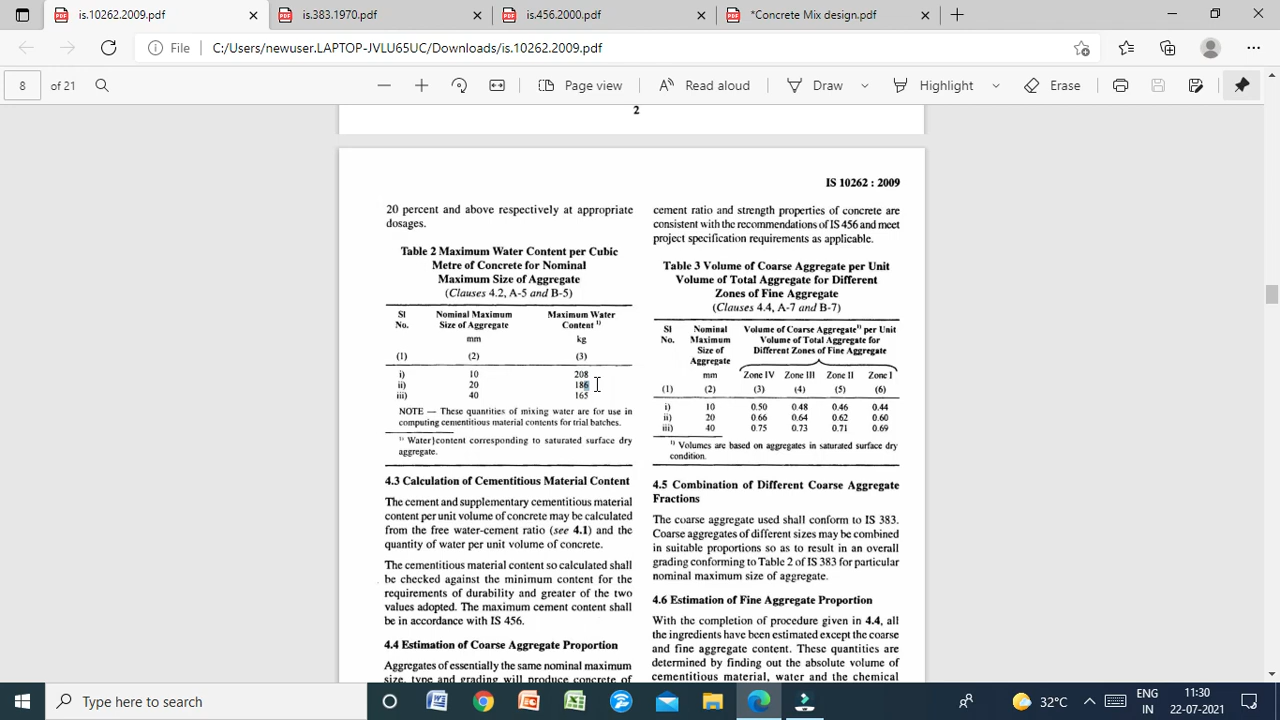 is.10262.2009.pdf
is.383.1970.pdf
is.456.2000.pdf
*Concrete Mix design.pdf
File
C:/Users/newuser.LAPTOP-JVLU65UC/Downloads/is.10262.2009.pdf
8 of 21
Page view
Read aloud
Draw
Highlight
Erase
2
IS 10262 : 2009
20 percent and above respectively at appropriate
dosages.
Table 2 Maximum Water Content per Cubic
Metre of Concrete for Nominal
Maximum Size of Aggregate
(Clauses 4.2, A-5 and B-5)
Sl Nominal Maximum Maximum Water
No. Size of Aggregate Content 1)
mm kg
(1) (2) (3)
i) 10 208
ii) 20 186
iii) 40 165
NOTE — These quantities of mixing water are for use in
computing cementitious material contents for trial batches.
1) Water content corresponding to saturated surface dry
aggregate.
4.3 Calculation of Cementitious Material Content
The cement and supplementary cementitious material
content per unit volume of concrete may be calculated
from the free water-cement ratio (see 4.1) and the
quantity of water per unit volume of concrete.
The cementitious material content so calculated shall
be checked against the minimum content for the
requirements of durability and greater of the two
values adopted. The maximum cement content shall
be in accordance with IS 456.
4.4 Estimation of Coarse Aggregate Proportion
Aggregates of essentially the same nominal maximum
size, type and grading will produce concrete of
cement ratio and strength properties of concrete are
consistent with the recommendations of IS 456 and meet
project specification requirements as applicable.
Table 3 Volume of Coarse Aggregate per Unit
Volume of Total Aggregate for Different
Zones of Fine Aggregate
(Clauses 4.4, A-7 and B-7)
Sl Nominal Volume of Coarse Aggregate1) per Unit
No. Maximum Volume of Total Aggregate for
Size of Different Zones of Fine Aggregate
Aggregate
mm Zone IV Zone III Zone II Zone I
(1) (2) (3) (4) (5) (6)
i) 10 0.50 0.48 0.46 0.44
ii) 20 0.66 0.64 0.62 0.60
iii) 40 0.75 0.73 0.71 0.69
1) Volumes are based on aggregates in saturated surface dry
condition.
4.5 Combination of Different Coarse Aggregate
Fractions
The coarse aggregate used shall conform to IS 383.
Coarse aggregates of different sizes may be combined
in suitable proportions so as to result in an overall
grading conforming to Table 2 of IS 383 for particular
nominal maximum size of aggregate.
4.6 Estimation of Fine Aggregate Proportion
With the completion of procedure given in 4.4, all
the ingredients have been estimated except the coarse
and fine aggregate content. These quantities are
determined by finding out the absolute volume of
cementitious material, water and the chemical
Type here to search
32°C
ENG
IN
11:30
22-07-2021